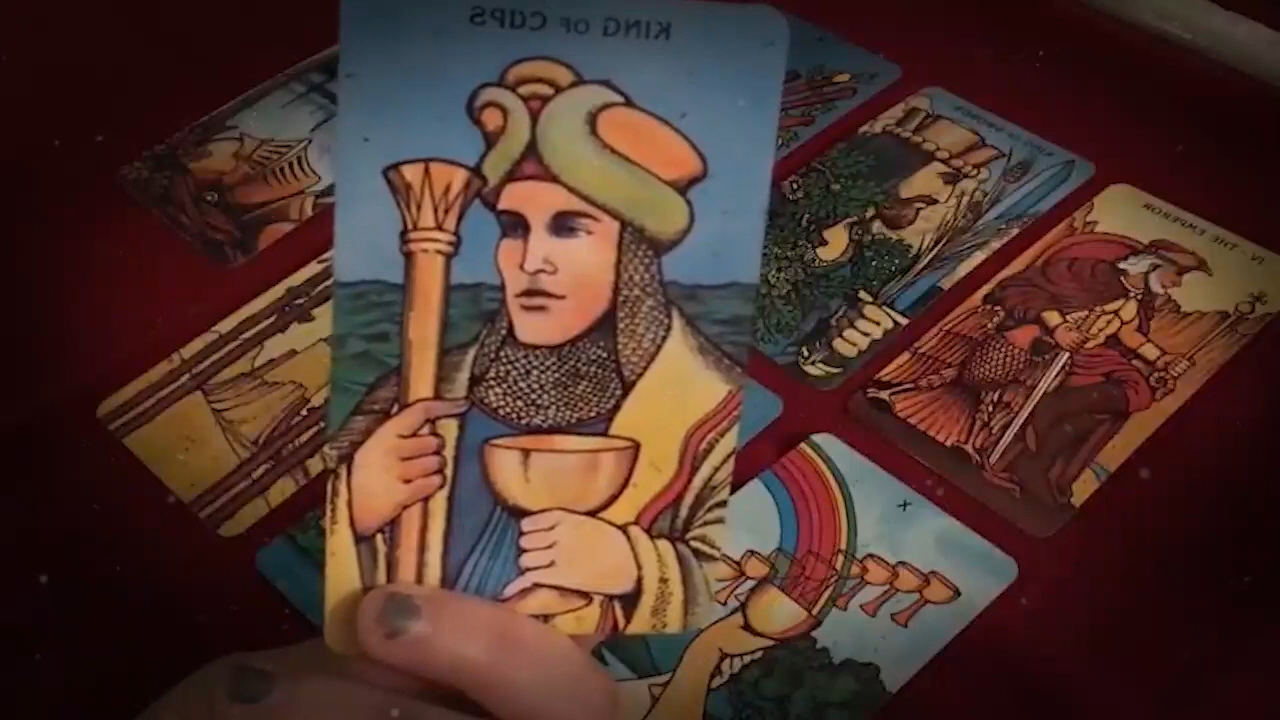 KING OF CUPS
IV · THE EMPEROR
X